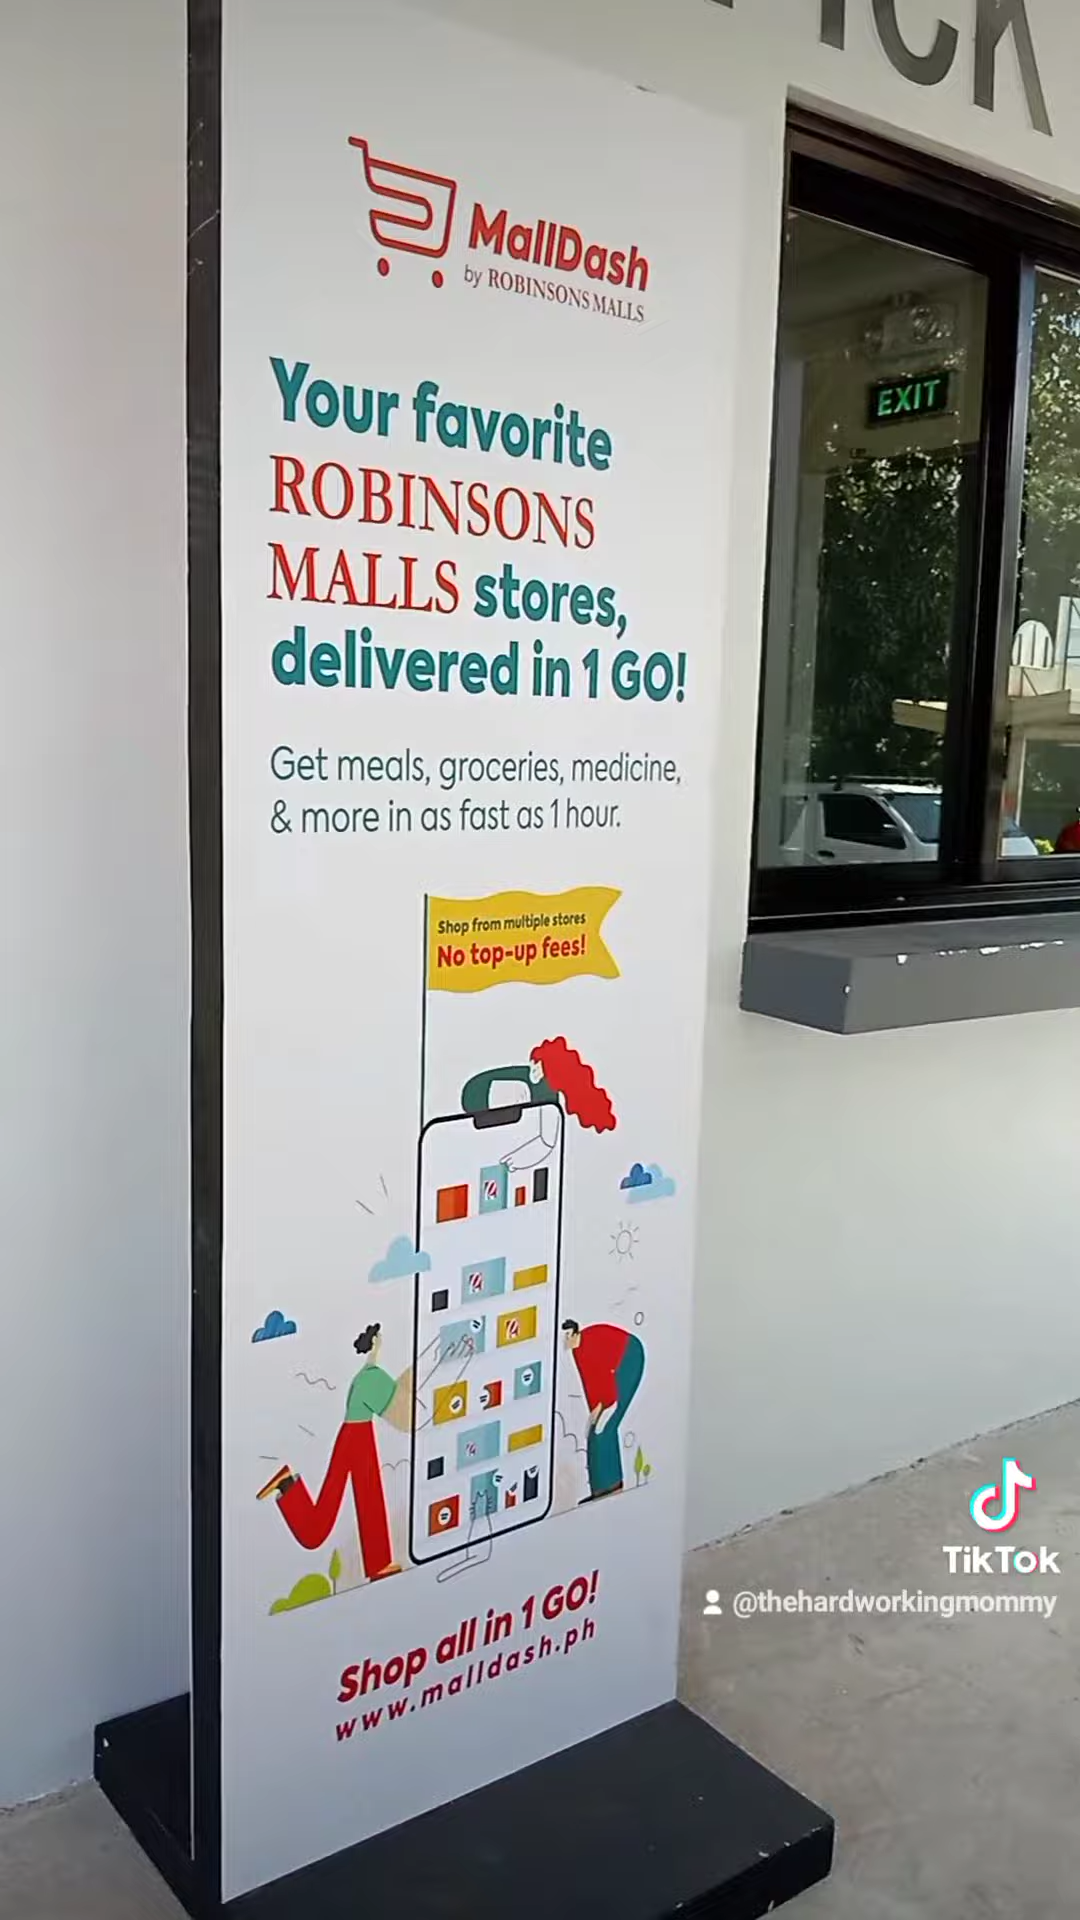 ICK
MallDash
by ROBINSONS MALLS
EXIT
Your favorite
ROBINSONS
MALLS stores,
delivered in 1 GO!
Get meals, groceries, medicine,
& more in as fast as 1 hour.
Shop from multiple stores
No top-up fees!
Shop all in 1 GO!
www.malldash.ph
TikTok
@thehardworkingmommy